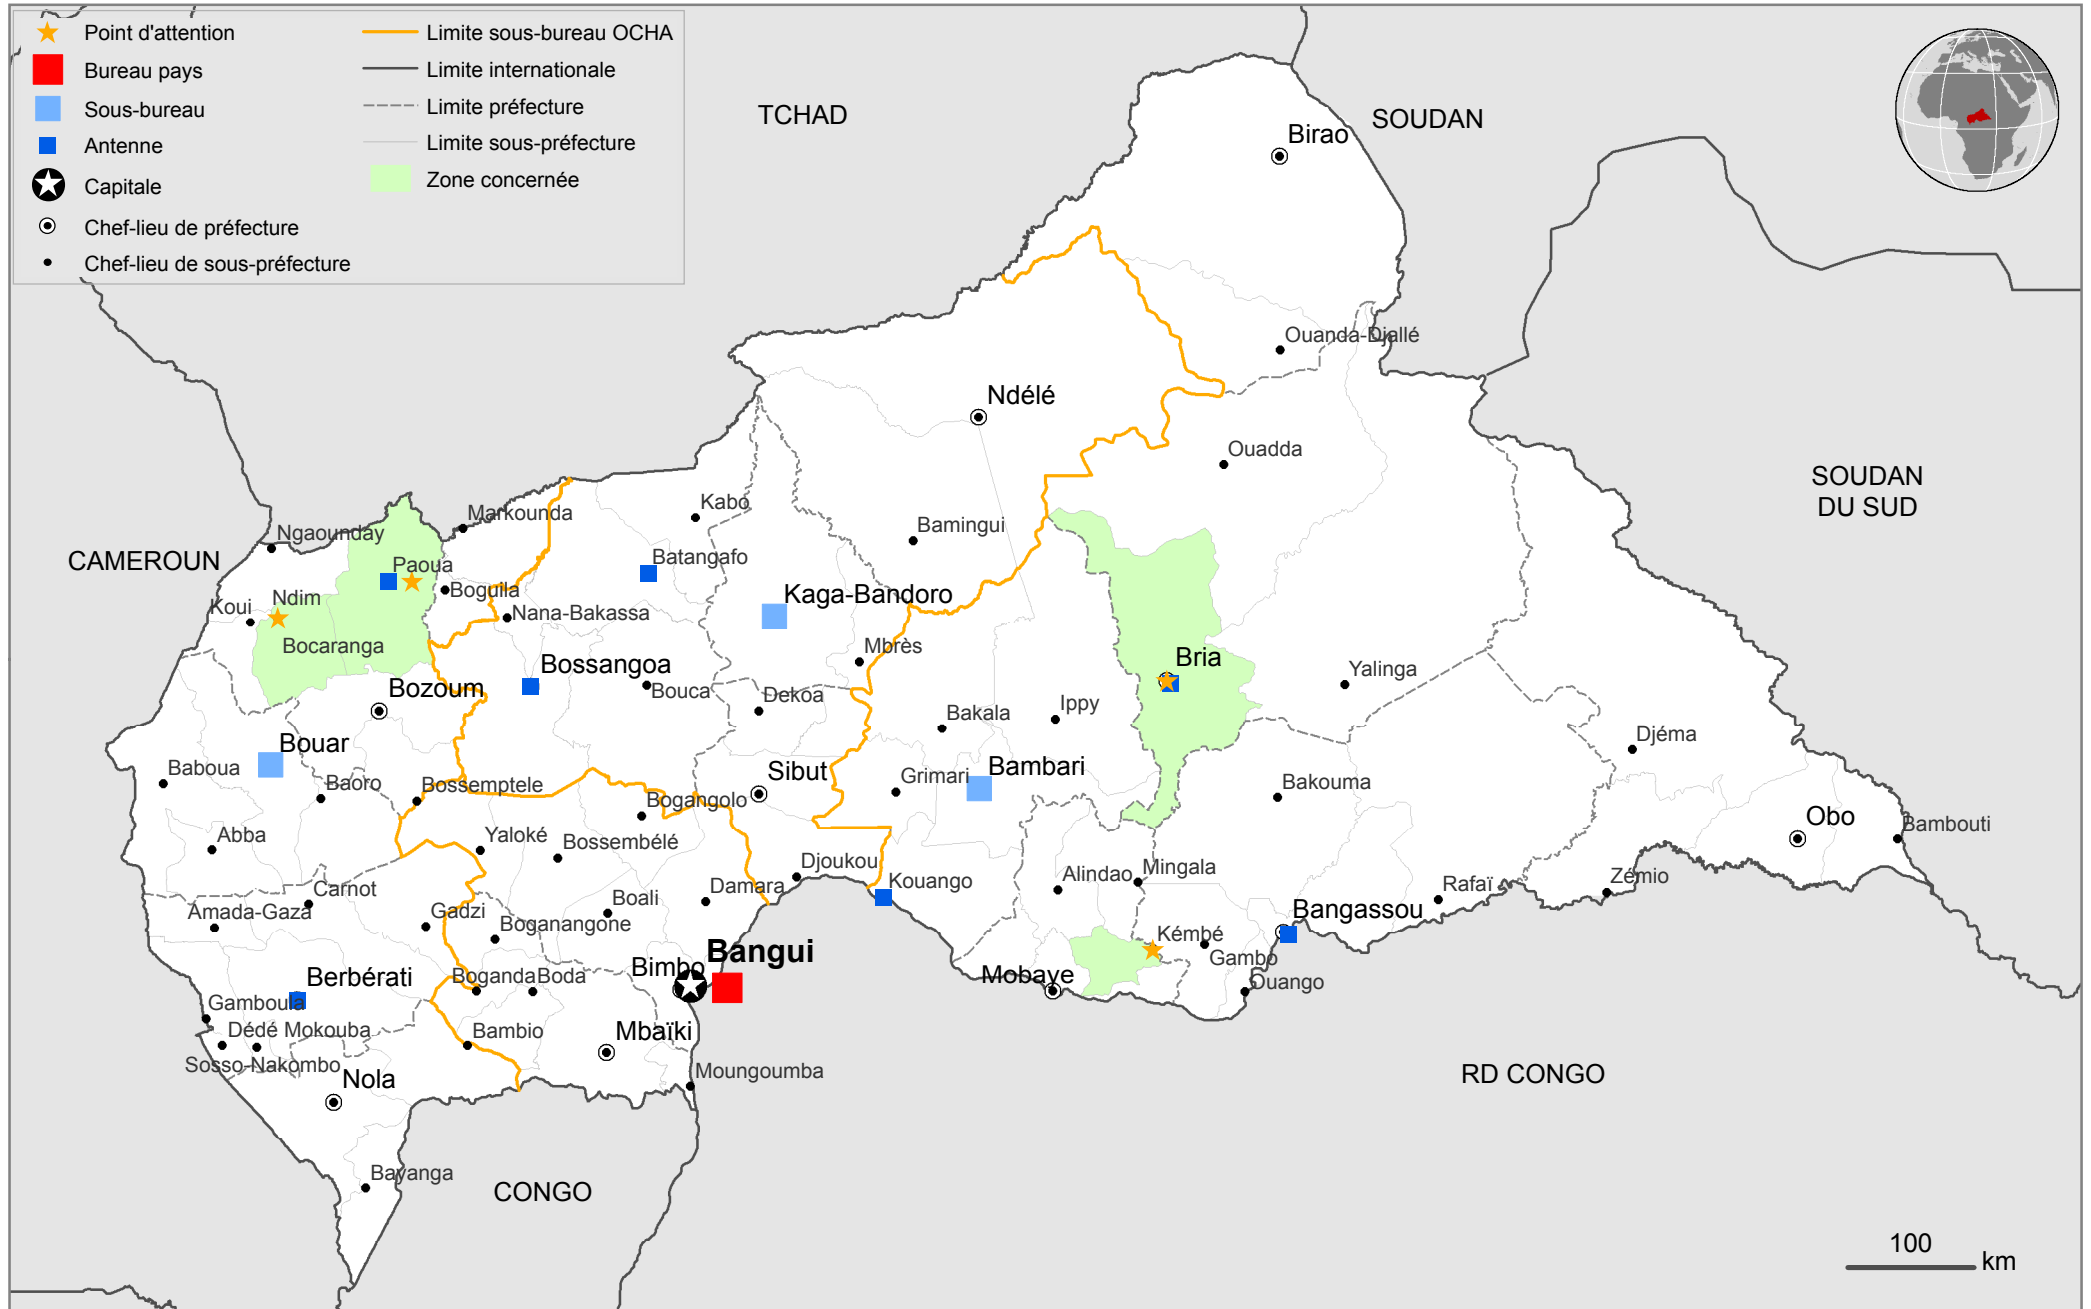 Point d'attention
Bureau pays
Sous-bureau
Antenne
Capitale
Chef-lieu de préfecture
Chef-lieu de sous-préfecture
Limite sous-bureau OCHA
Limite internationale
Limite préfecture
Limite sous-préfecture
Zone concernée
TCHAD
SOUDAN
Birao
Ouanda-Djallé
Ndélé
Ouadda
SOUDAN
DU SUD
Kabo
Markounda
Bamingui
Ngaounday
CAMEROUN
Batangafo
Paoua
Boguila
Kaga-Bandoro
Ndim
Koui
Nana-Bakassa
Bocaranga
Mbrès
Bria
Bossangoa
Yalinga
Bozoum
Bouca
Dekoa
Ippy
Bakala
Djéma
Bouar
Baboua
Sibut
Bambari
Grimari
Baoro
Bossemptele
Bakouma
Bogangolo
Obo
Bambouti
Abba
Yaloké
Bossembélé
Djoukou
Alindao
Mingala
Kouango
Zémio
Rafaï
Carnot
Damara
Boali
Amada-Gaza
Gadzi
Boganangone
Bangassou
Kémbé
Gambo
Bangui
Bimbo
Mobaye
Ouango
Berbérati
Boganda
Boda
Gamboula
Dédé Mokouba
Bambio
Mbaïki
Sosso-Nakombo
Nola
Moungoumba
RD CONGO
Bayanga
CONGO
100
km